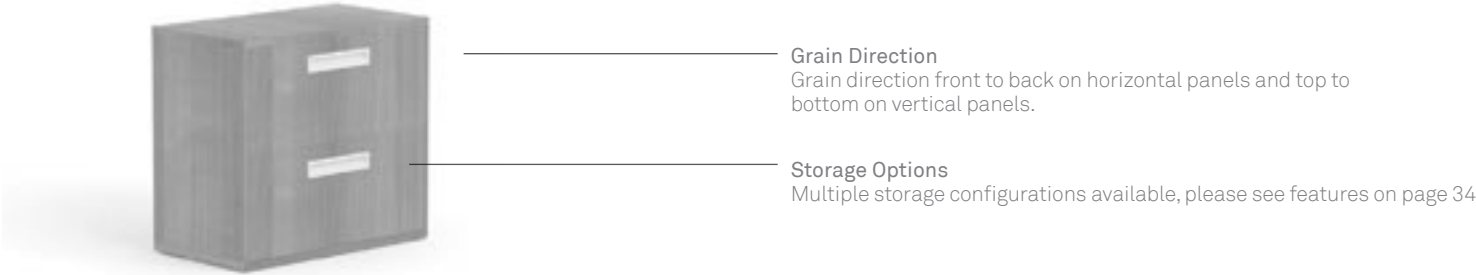 Grain Direction
Grain direction front to back on horizontal panels and top to
bottom on vertical panels.
Storage Options
Multiple storage configurations available, please see features on page 34